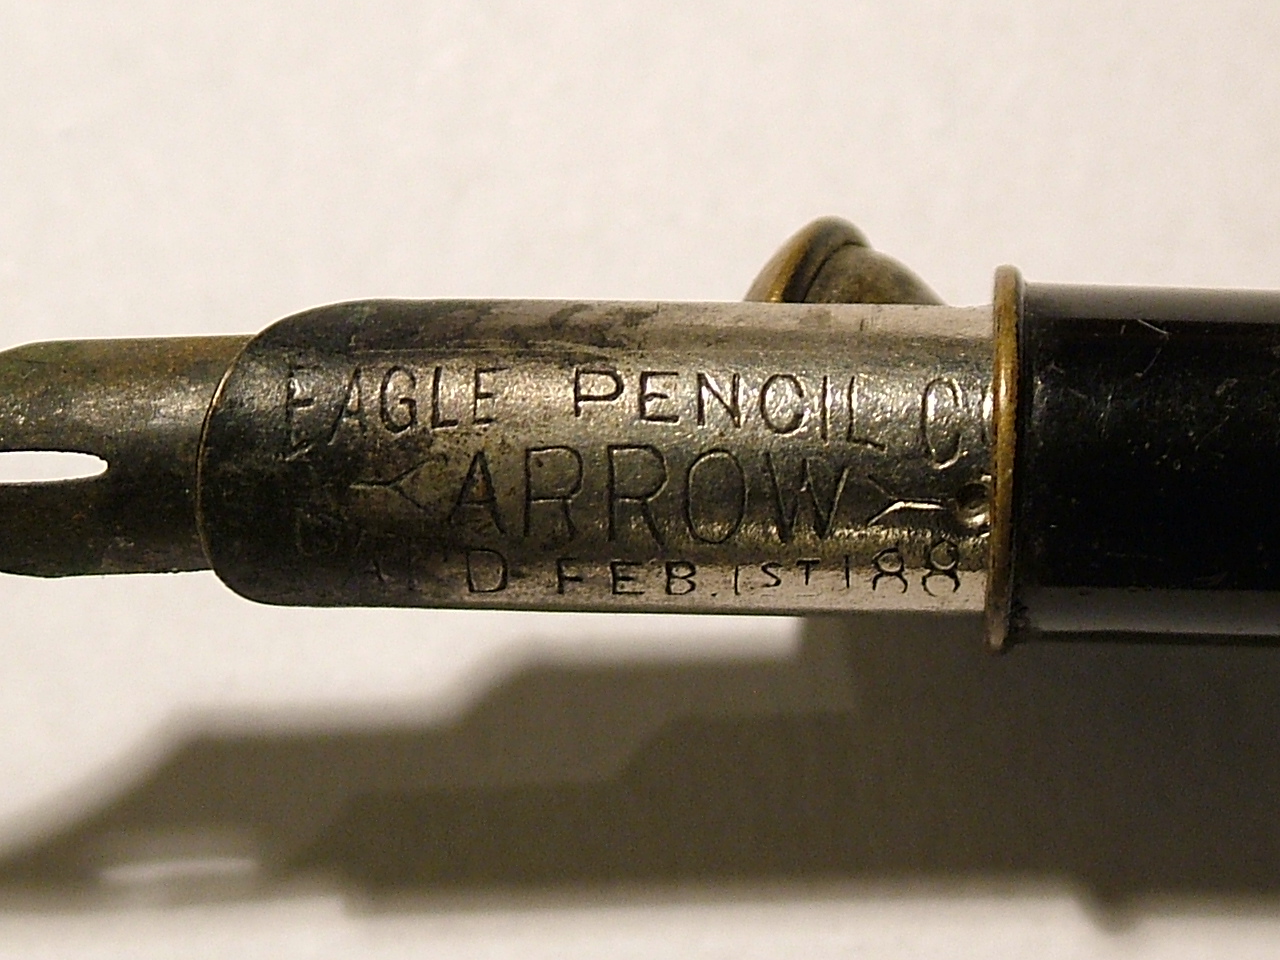 EAGLE PENCIL CO
ARROW
PAT'D FEB. 1ST 188